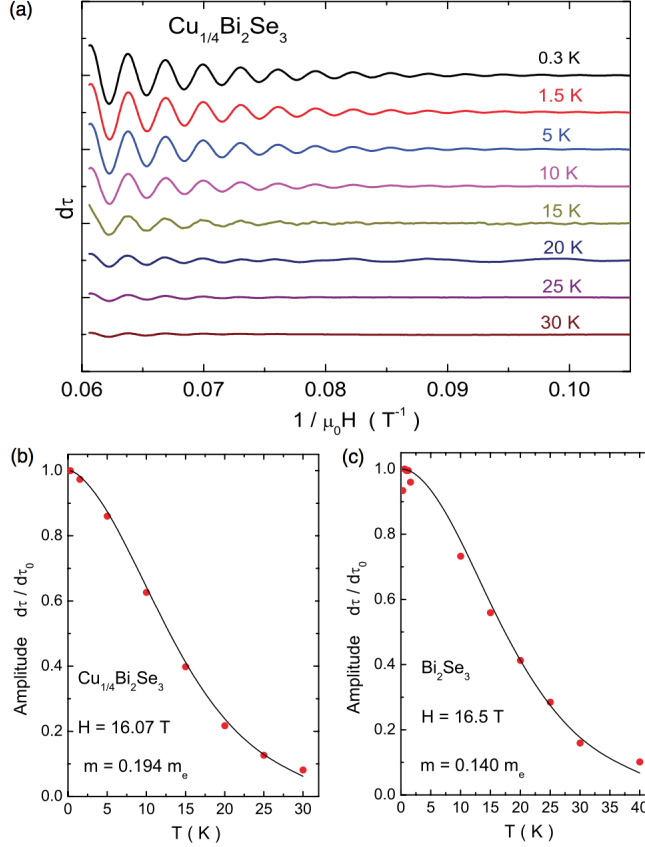 (a)
Cu1/4Bi2Se3
0.3 K
1.5 K
5 K
10 K
15 K
20 K
25 K
30 K
dτ
0.06 0.07 0.08 0.09 0.10
1 / μ0H ( T-1 )
(b)
1.0
0.8
0.6
0.4
0.2
0.0
Amplitude dτ / dτ0
Cu1/4Bi2Se3
H = 16.07 T
m = 0.194 me
0 5 10 15 20 25 30
T ( K )
(c)
1.0
0.8
0.6
0.4
0.2
0.0
Amplitude dτ / dτ0
Bi2Se3
H = 16.5 T
m = 0.140 me
0 5 10 15 20 25 30 35 40
T ( K )